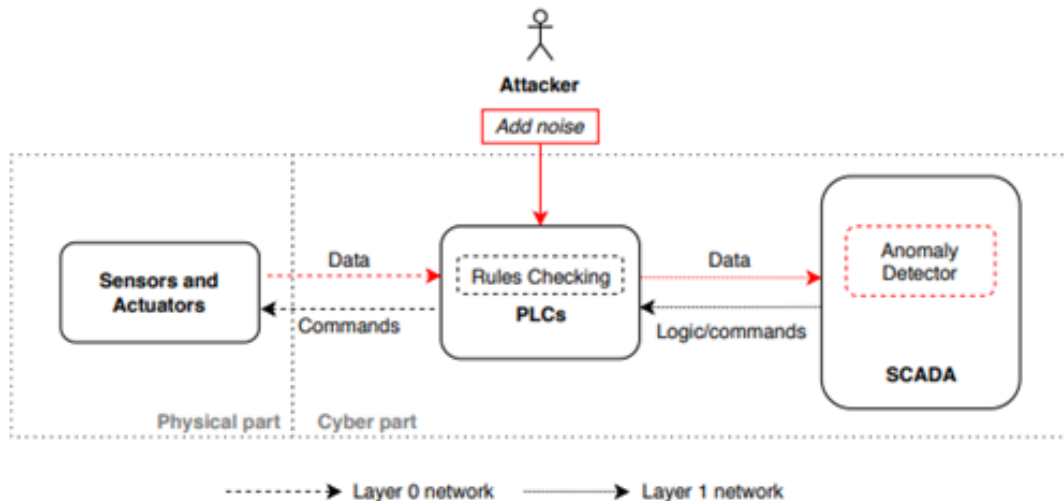 Attacker
Add noise
Data
Rules Checking
Data
Anomaly
Detector
Sensors and
Actuators
PLCs
Commands
Logic/commands
SCADA
Physical part
Cyber part
Layer 0 network
Layer 1 network